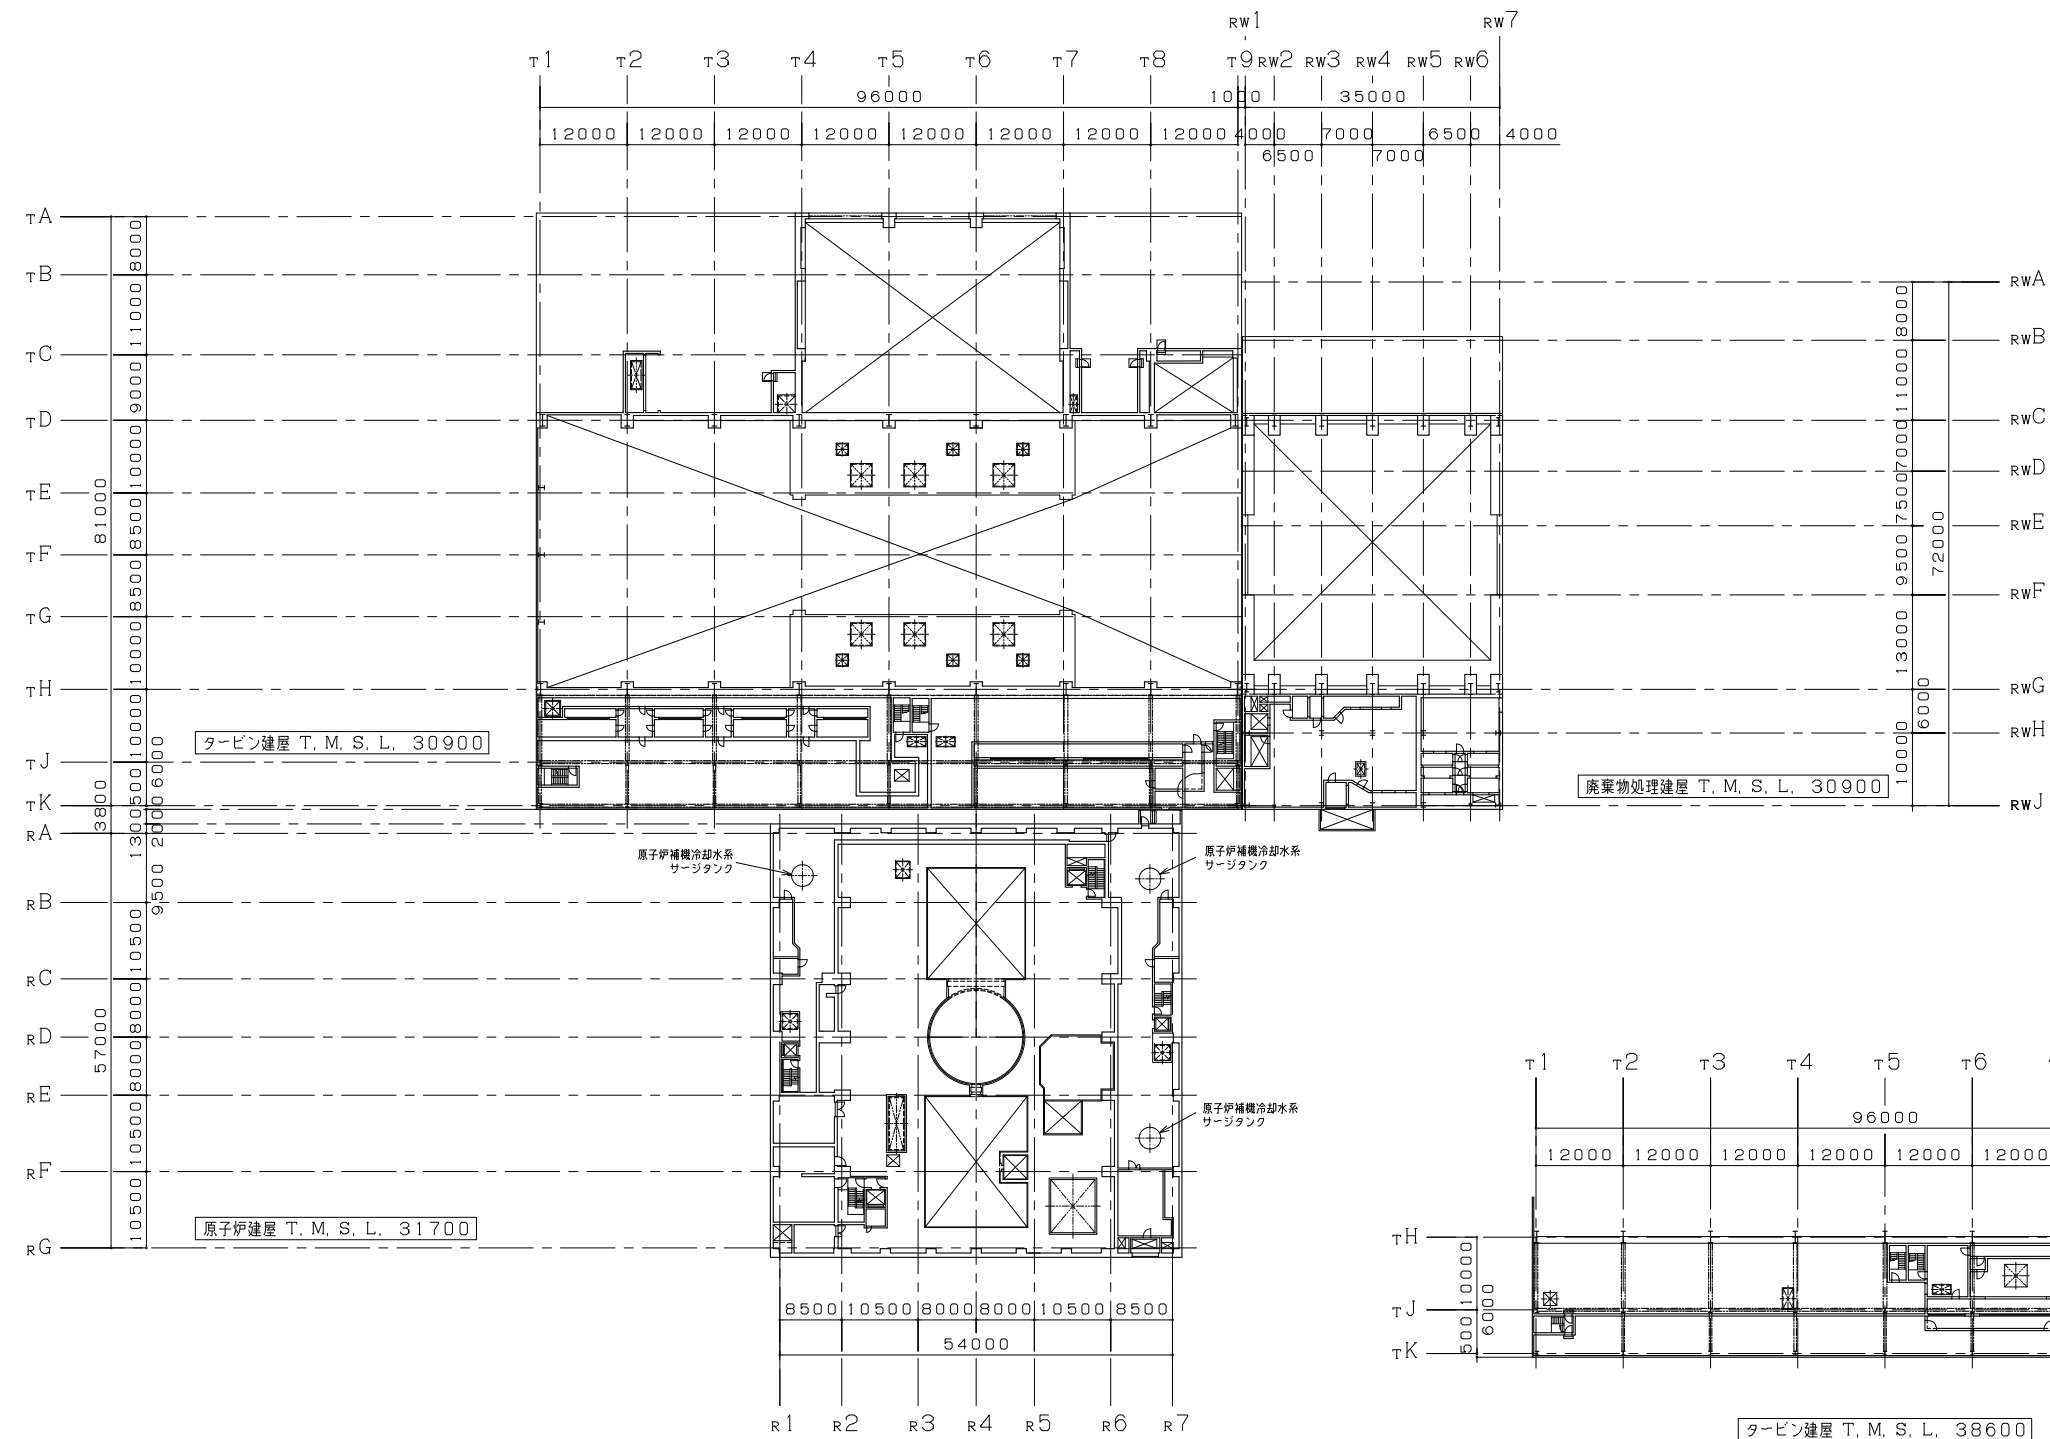 RW1 RW7
T1 T2 T3 T4 T5 T6 T7 T8 T9 RW2 RW3 RW4 RW5 RW6
96000 1000 35000
12000 12000 12000 12000 12000 12000 12000 12000 4000 7000 6500 4000
6500 7000
TA
TB
TC
TD
TE
TF
TG
TH
TJ
TK
RA
RB
RC
RD
RE
RF
RG
8000
11000
9000
10000
8500
8500
10000
10000
6000
500
1300
2000
9500
10500
8000
8000
10500
10500
81000
3800
57000
RWA
RWB
RWC
RWD
RWE
RWF
RWG
RWH
RWJ
8000
11000
7000
7500
9500
13000
6000
10000
72000
タービン建屋 T. M. S. L. 30900
廃棄物処理建屋 T. M. S. L. 30900
原子炉補機冷却水系
サージタンク
原子炉補機冷却水系
サージタンク
原子炉補機冷却水系
サージタンク
原子炉建屋 T. M. S. L. 31700
8500 10500 8000 8000 10500 8500
54000
R1 R2 R3 R4 R5 R6 R7
T1 T2 T3 T4 T5 T6
96000
12000 12000 12000 12000 12000 12000
TH
TJ
TK
10000
6000
500
タービン建屋 T. M. S. L. 38600